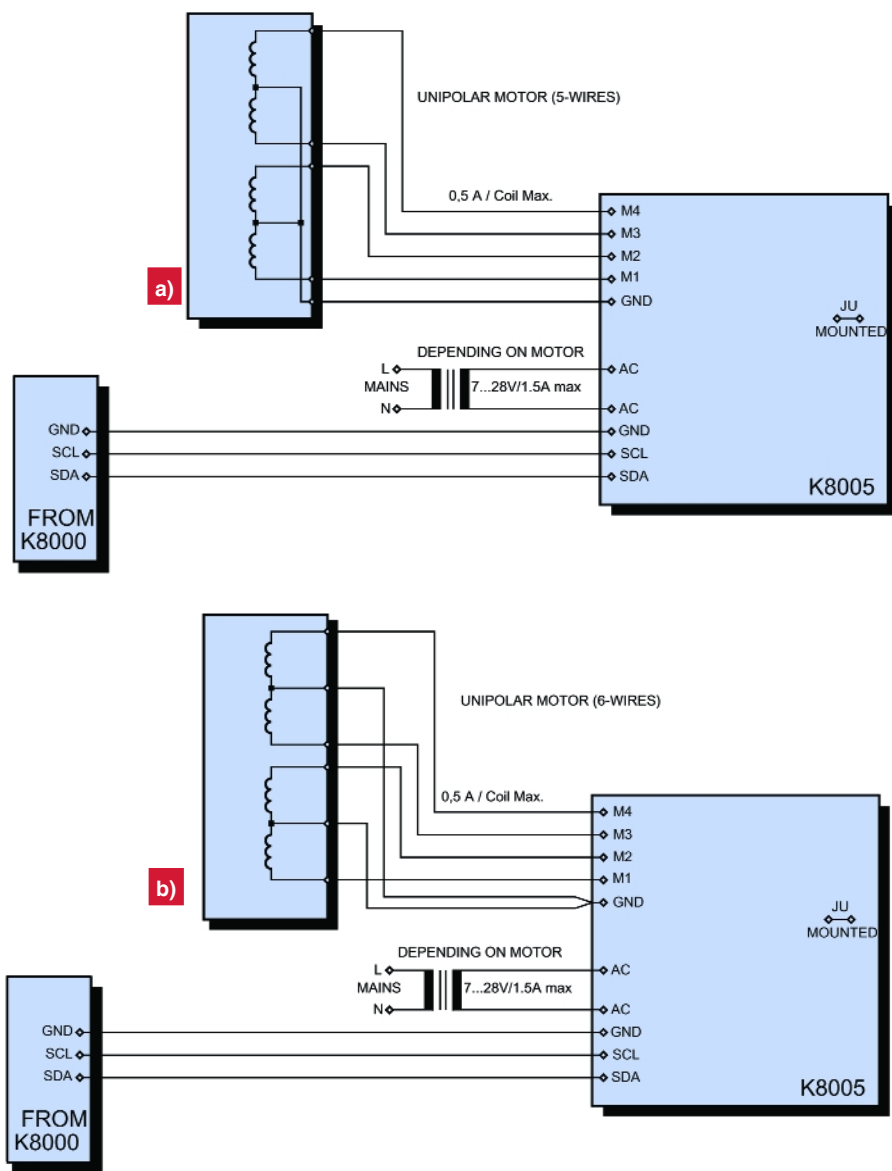 UNIPOLAR MOTOR (5-WIRES)
0,5 A / Coil Max.
M4
M3
M2
M1
GND
a)
JU
MOUNTED
DEPENDING ON MOTOR
L
MAINS
N
7...28V/1.5A max
AC
AC
GND
SCL
SDA
GND
SCL
SDA
K8005
FROM
K8000
UNIPOLAR MOTOR (6-WIRES)
0,5 A / Coil Max.
M4
M3
M2
M1
GND
b)
JU
MOUNTED
DEPENDING ON MOTOR
L
MAINS
N
7...28V/1.5A max
AC
AC
GND
SCL
SDA
GND
SCL
SDA
K8005
FROM
K8000